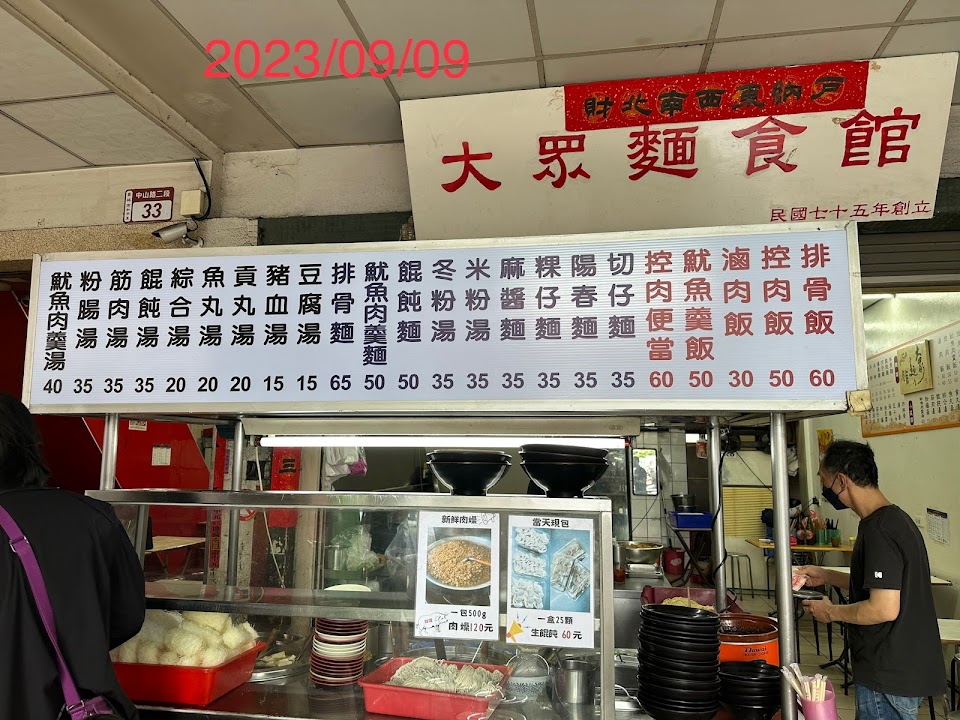 2023/09/09
戶納東西南北財
大眾麵食館
民國七十五年創立
中山路二段
33
排骨飯 60
控肉飯 50
滷肉飯 30
魷魚羹飯 50
控肉便當 60
切仔麵 35
陽春麵 35
粿仔麵 35
麻醬麵 35
米粉湯 35
冬粉湯 35
餛飩麵 50
魷魚肉羹麵 50
排骨麵 65
豆腐湯 15
豬血湯 15
貢丸湯 20
魚丸湯 20
綜合湯 20
餛飩湯 35
筋肉湯 35
粉腸湯 35
魷魚肉羹湯 40
新鮮肉燥
一包500g
肉燥120元
當天現包
一盒25顆
生餛飩 60元